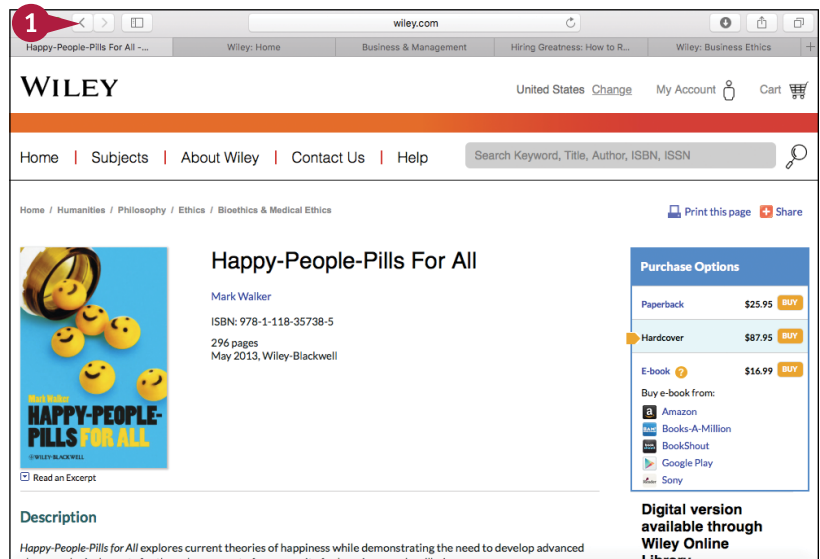 1
wiley.com
Happy-People-Pills For All -...
Wiley: Home
Business & Management
Hiring Greatness: How to R...
Wiley: Business Ethics
WILEY
United States Change My Account Cart
Home | Subjects | About Wiley | Contact Us | Help
Search Keyword, Title, Author, ISBN, ISSN
Home / Humanities / Philosophy / Ethics / Bioethics & Medical Ethics
Print this page Share
Mark Walker
HAPPY-PEOPLE-
PILLS FOR ALL
WILEY-BLACKWELL
Read an Excerpt
Happy-People-Pills For All
Mark Walker
ISBN: 978-1-118-35738-5
296 pages
May 2013, Wiley-Blackwell
Purchase Options
Paperback $25.95 BUY
Hardcover $87.95 BUY
E-book ? $16.99 BUY
Buy e-book from:
a Amazon
Books-A-Million
BookShout
Google Play
Sony
Digital version
available through
Wiley Online
Library
Description
Happy-People-Pills for All explores current theories of happiness while demonstrating the need to develop advanced